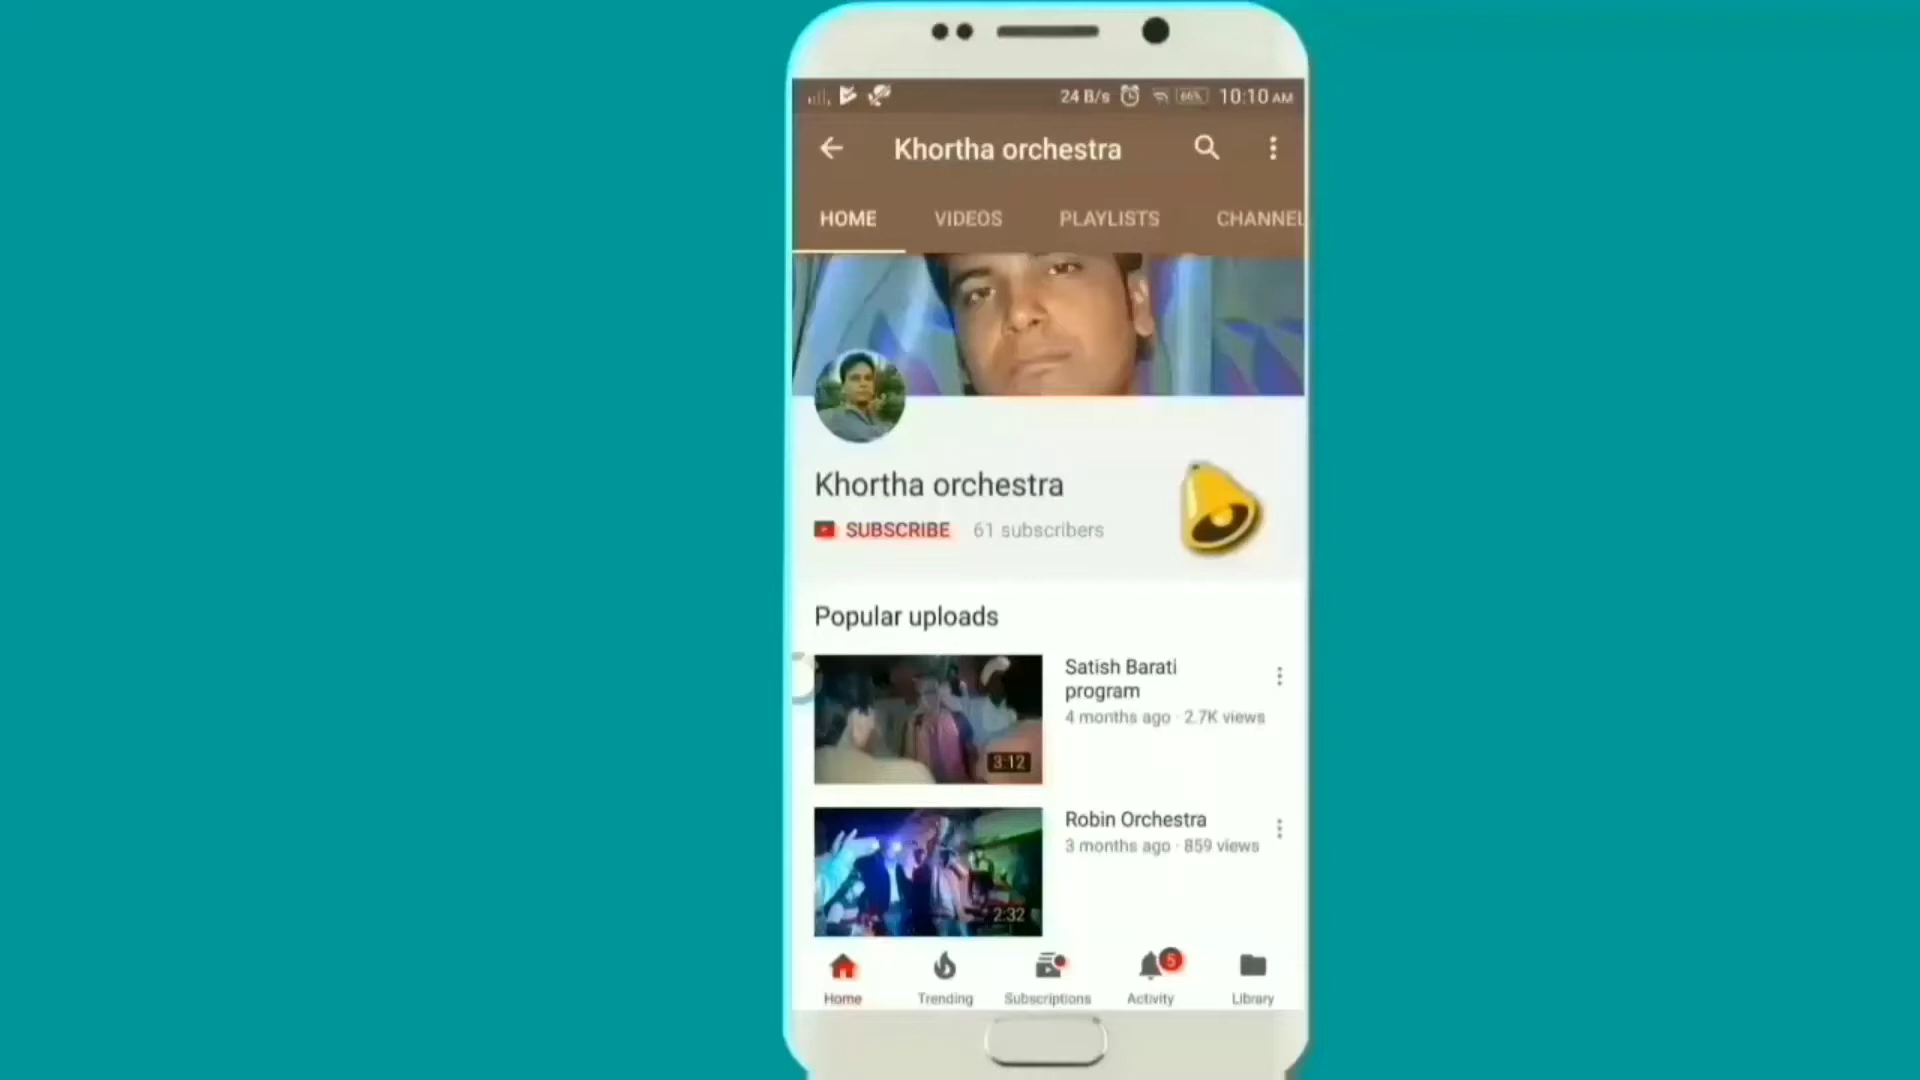 24 B/s 66% 10:10 AM
Khortha orchestra
HOME VIDEOS PLAYLISTS CHANNEL
Khortha orchestra
SUBSCRIBE 61 subscribers
Popular uploads
Satish Barati
program
4 months ago · 2.7K views
3:12
Robin Orchestra
3 months ago · 859 views
2:32
5
Home Trending Subscriptions Activity Library